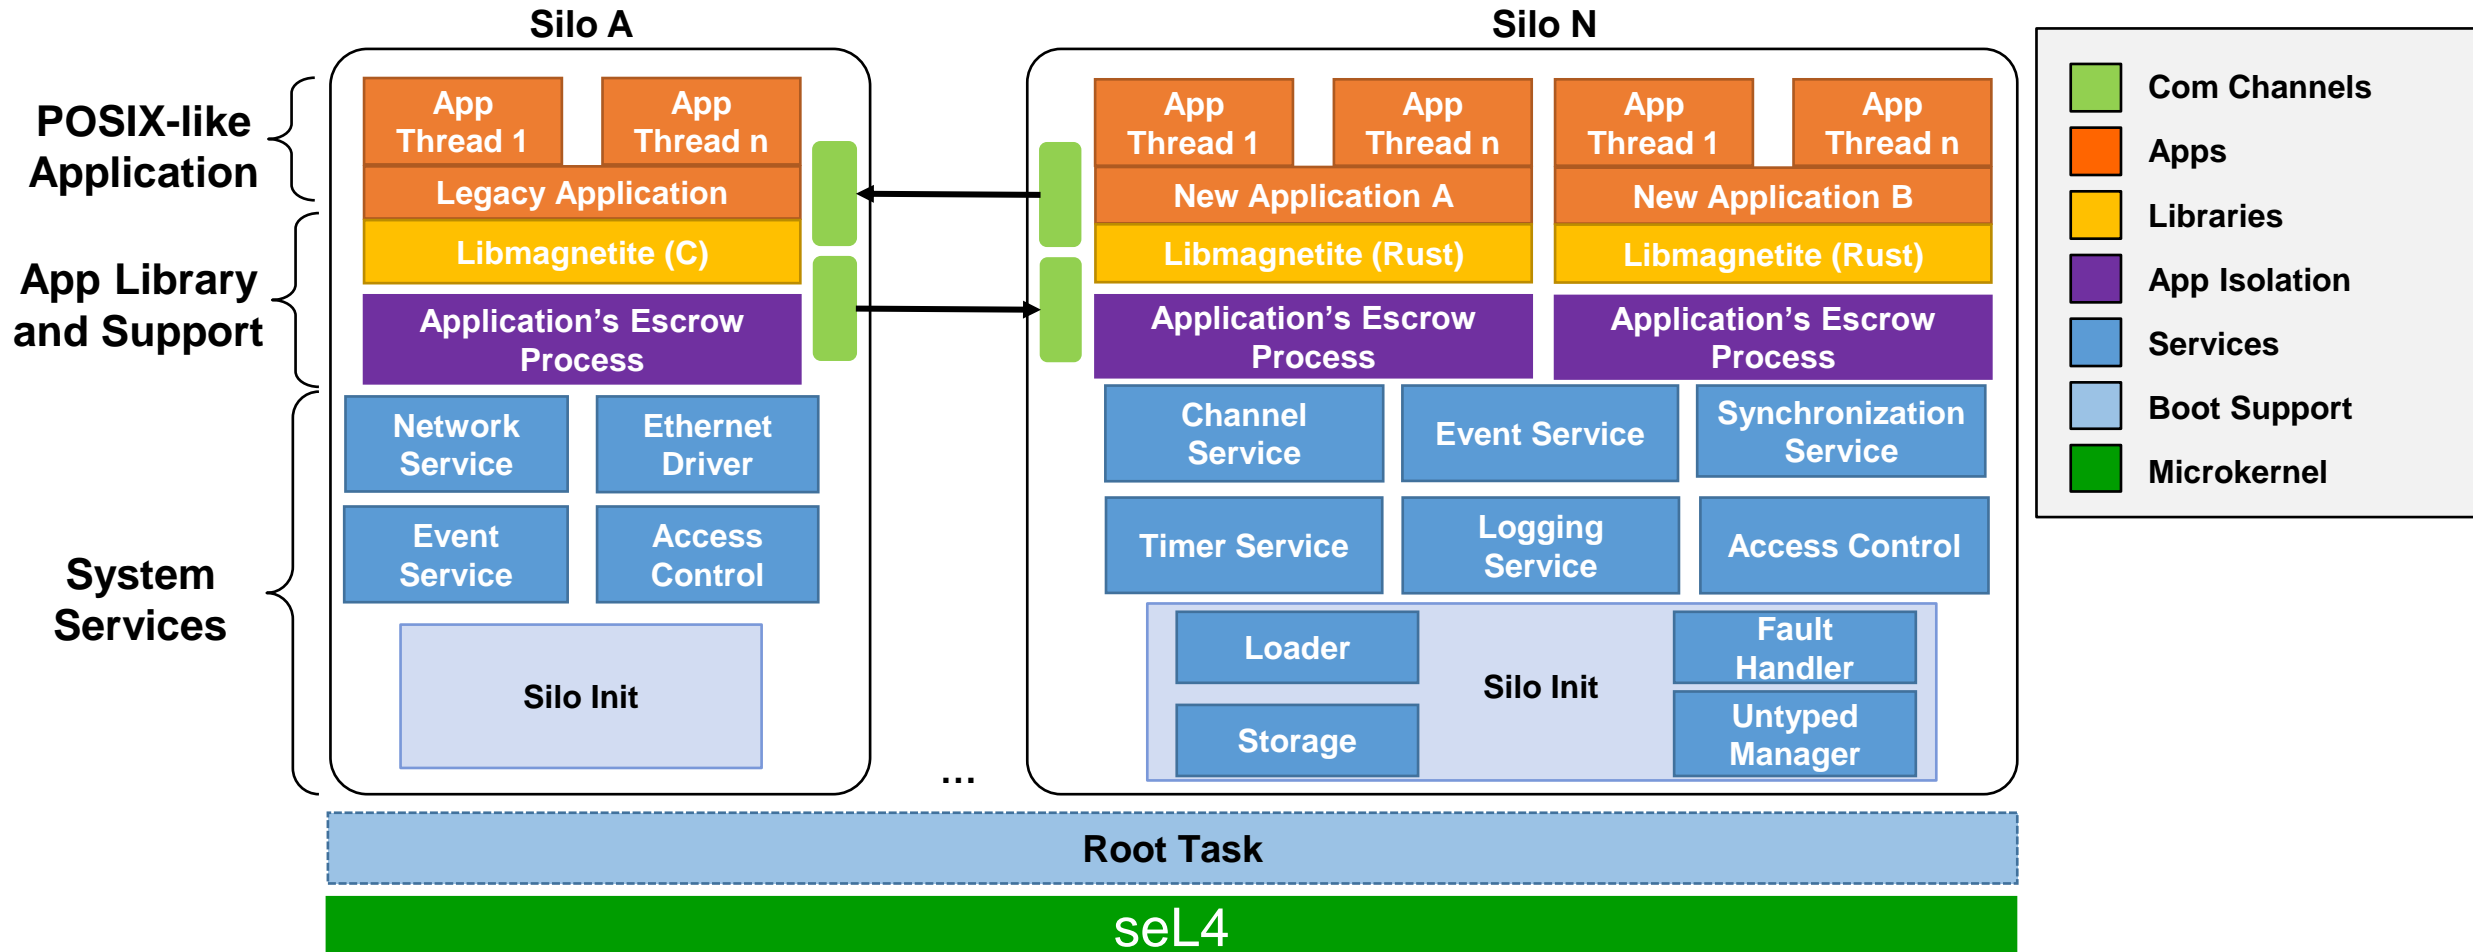 Silo A
Silo N
POSIX-like
Application
App Library
and Support
System
Services
App
Thread 1
App
Thread n
Legacy Application
Libmagnetite (C)
Application's Escrow
Process
Network
Service
Ethernet
Driver
Event
Service
Access
Control
Silo Init
...
App
Thread 1
App
Thread n
App
Thread 1
App
Thread n
New Application A
New Application B
Libmagnetite (Rust)
Libmagnetite (Rust)
Application's Escrow
Process
Application's Escrow
Process
Channel
Service
Event Service
Synchronization
Service
Timer Service
Logging
Service
Access Control
Loader
Storage
Silo Init
Fault
Handler
Untyped
Manager
Root Task
seL4
Com Channels
Apps
Libraries
App Isolation
Services
Boot Support
Microkernel